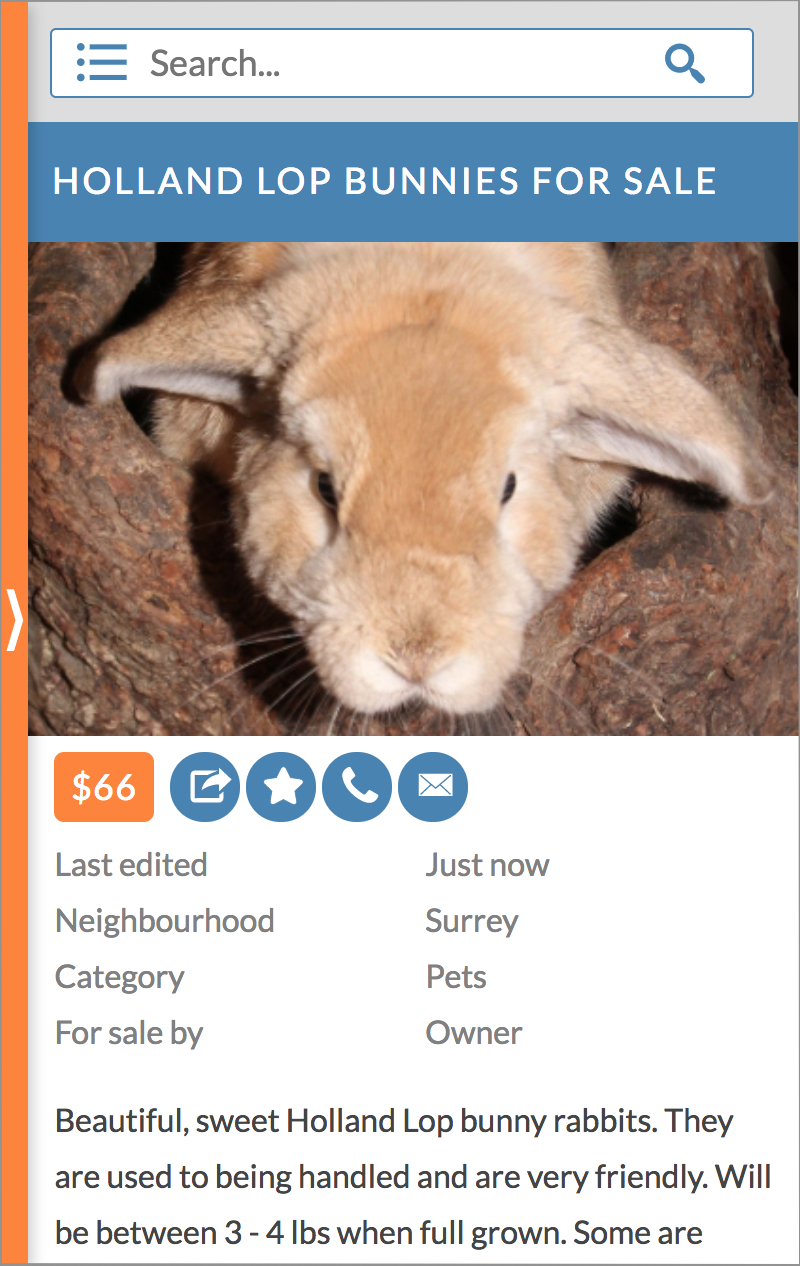 Search...
HOLLAND LOP BUNNIES FOR SALE
$66
Last edited Just now
Neighbourhood Surrey
Category Pets
For sale by Owner
Beautiful, sweet Holland Lop bunny rabbits. They
are used to being handled and are very friendly. Will
be between 3 - 4 lbs when full grown. Some are